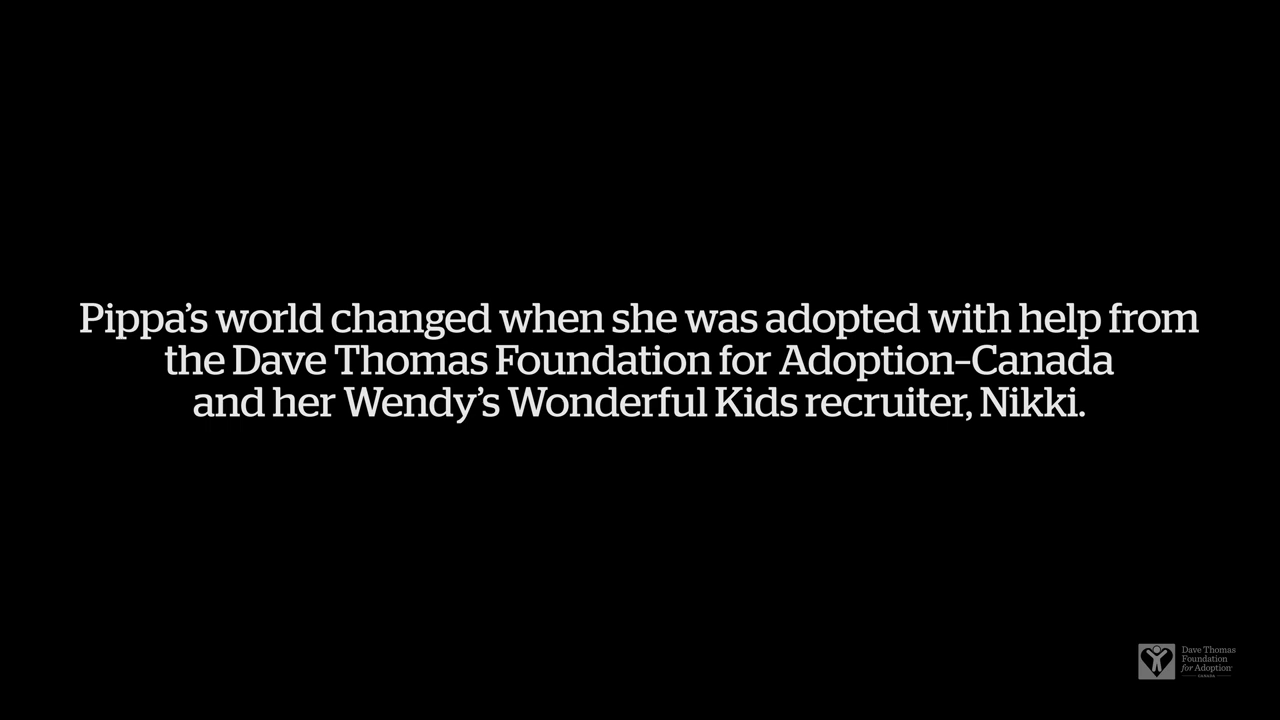 Pippa’s world changed when she was adopted with help from
the Dave Thomas Foundation for Adoption–Canada
and her Wendy’s Wonderful Kids recruiter, Nikki.
Dave Thomas
Foundation
for Adoption
CANADA